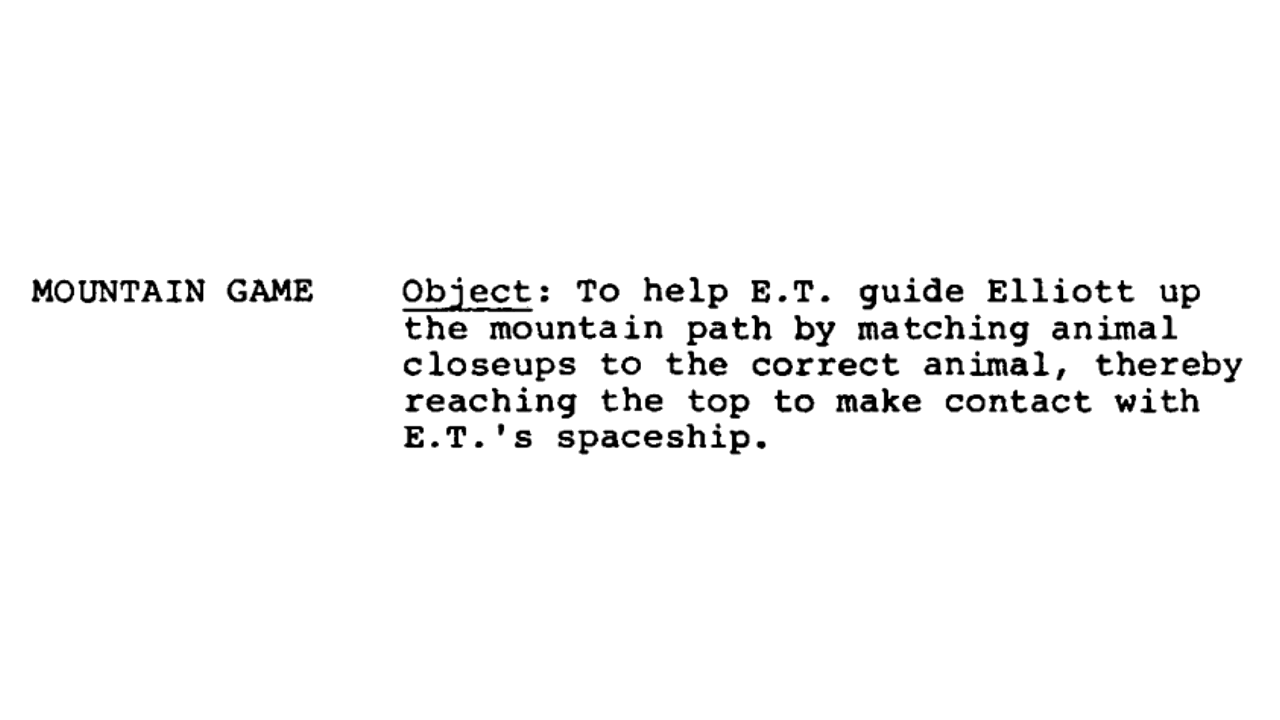 MOUNTAIN GAME Object: To help E.T. guide Elliott up
the mountain path by matching animal
closeups to the correct animal, thereby
reaching the top to make contact with
E.T.'s spaceship.